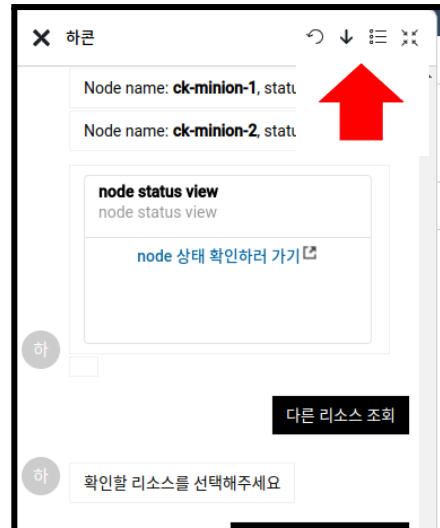 하콘
Node name: ck-minion-1, statu
Node name: ck-minion-2, statu
node status view
node status view
node 상태 확인하러 가기
하
다른 리소스 조회
하
확인할 리소스를 선택해주세요